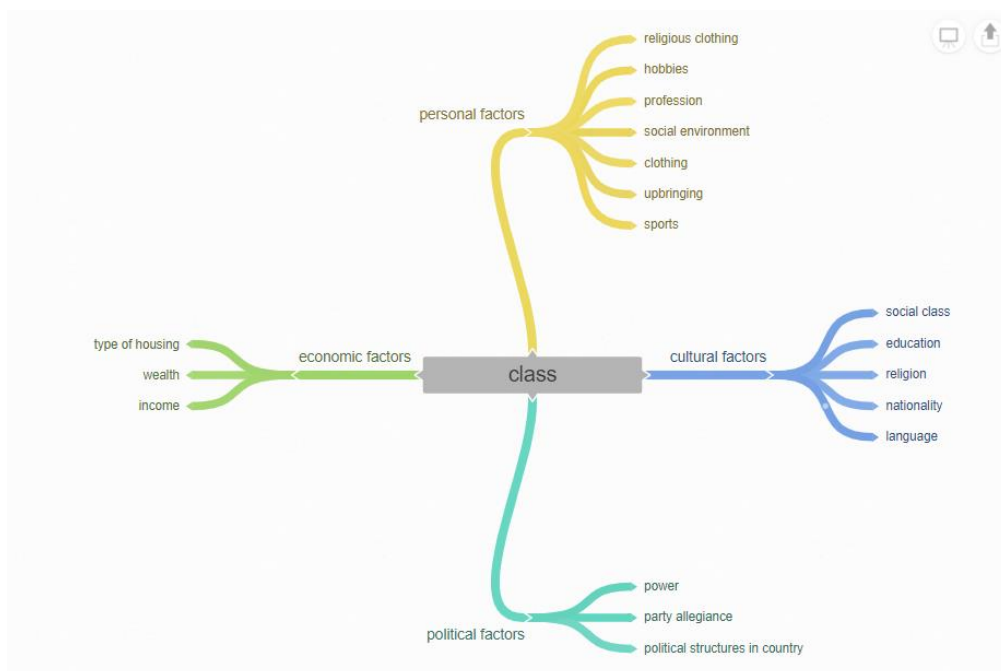 religious clothing
hobbies
profession
social environment
clothing
upbringing
sports
personal factors
type of housing
wealth
income
economic factors
class
cultural factors
social class
education
religion
nationality
language
political factors
power
party allegiance
political structures in country